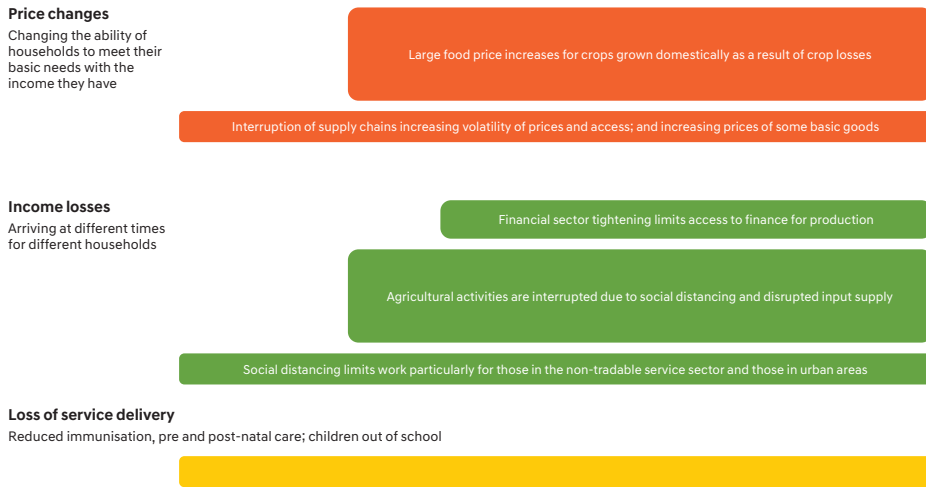 Price changes
Changing the ability of
households to meet their
basic needs with the
income they have
Large food price increases for crops grown domestically as a result of crop losses
Interruption of supply chains increasing volatility of prices and access; and increasing prices of some basic goods
Income losses
Arriving at different times
for different households
Financial sector tightening limits access to finance for production
Agricultural activities are interrupted due to social distancing and disrupted input supply
Social distancing limits work particularly for those in the non-tradable service sector and those in urban areas
Loss of service delivery
Reduced immunisation, pre and post-natal care; children out of school